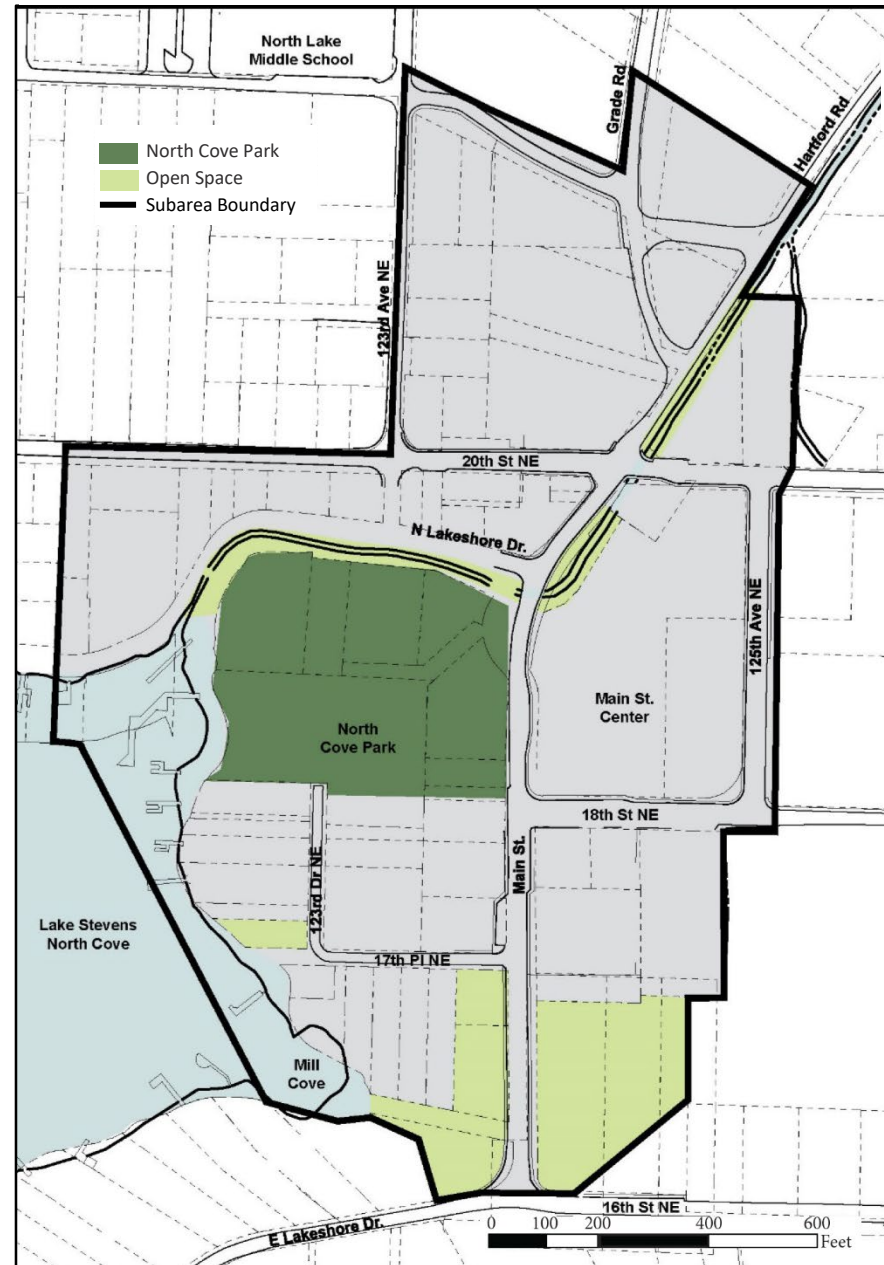 North Lake
Middle School
Grade Rd
Hartford Rd
North Cove Park
Open Space
Subarea Boundary
123rd Ave NE
20th St NE
N Lakeshore Dr.
125th Ave NE
Main St.
Center
North
Cove Park
18th St NE
Main St.
123rd Dr NE
Lake Stevens
North Cove
17th Pl NE
Mill
Cove
16th St NE
E Lakeshore Dr.
0 100 200 400 600
Feet